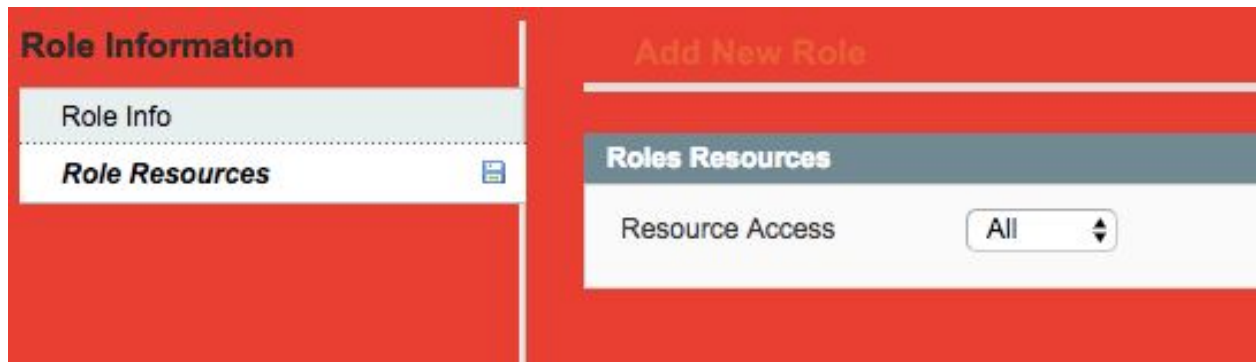 Role Information
Add New Role
Role Info
Role Resources
Roles Resources
Resource Access All